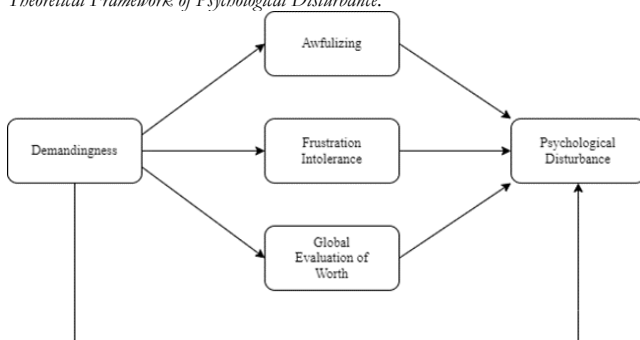 Theoretical Framework of Psychological Disturbance.
Awfulizing
Demandingness
Frustration
Intolerance
Psychological
Disturbance
Global
Evaluation of
Worth